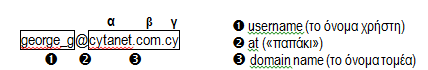 α β γ
george_g@cytanet.com.cy
❶ ❷ ❸
❶ username (το όνομα χρήστη)
❷ at («παπάκι»)
❸ domain name (το όνομα τομέα)